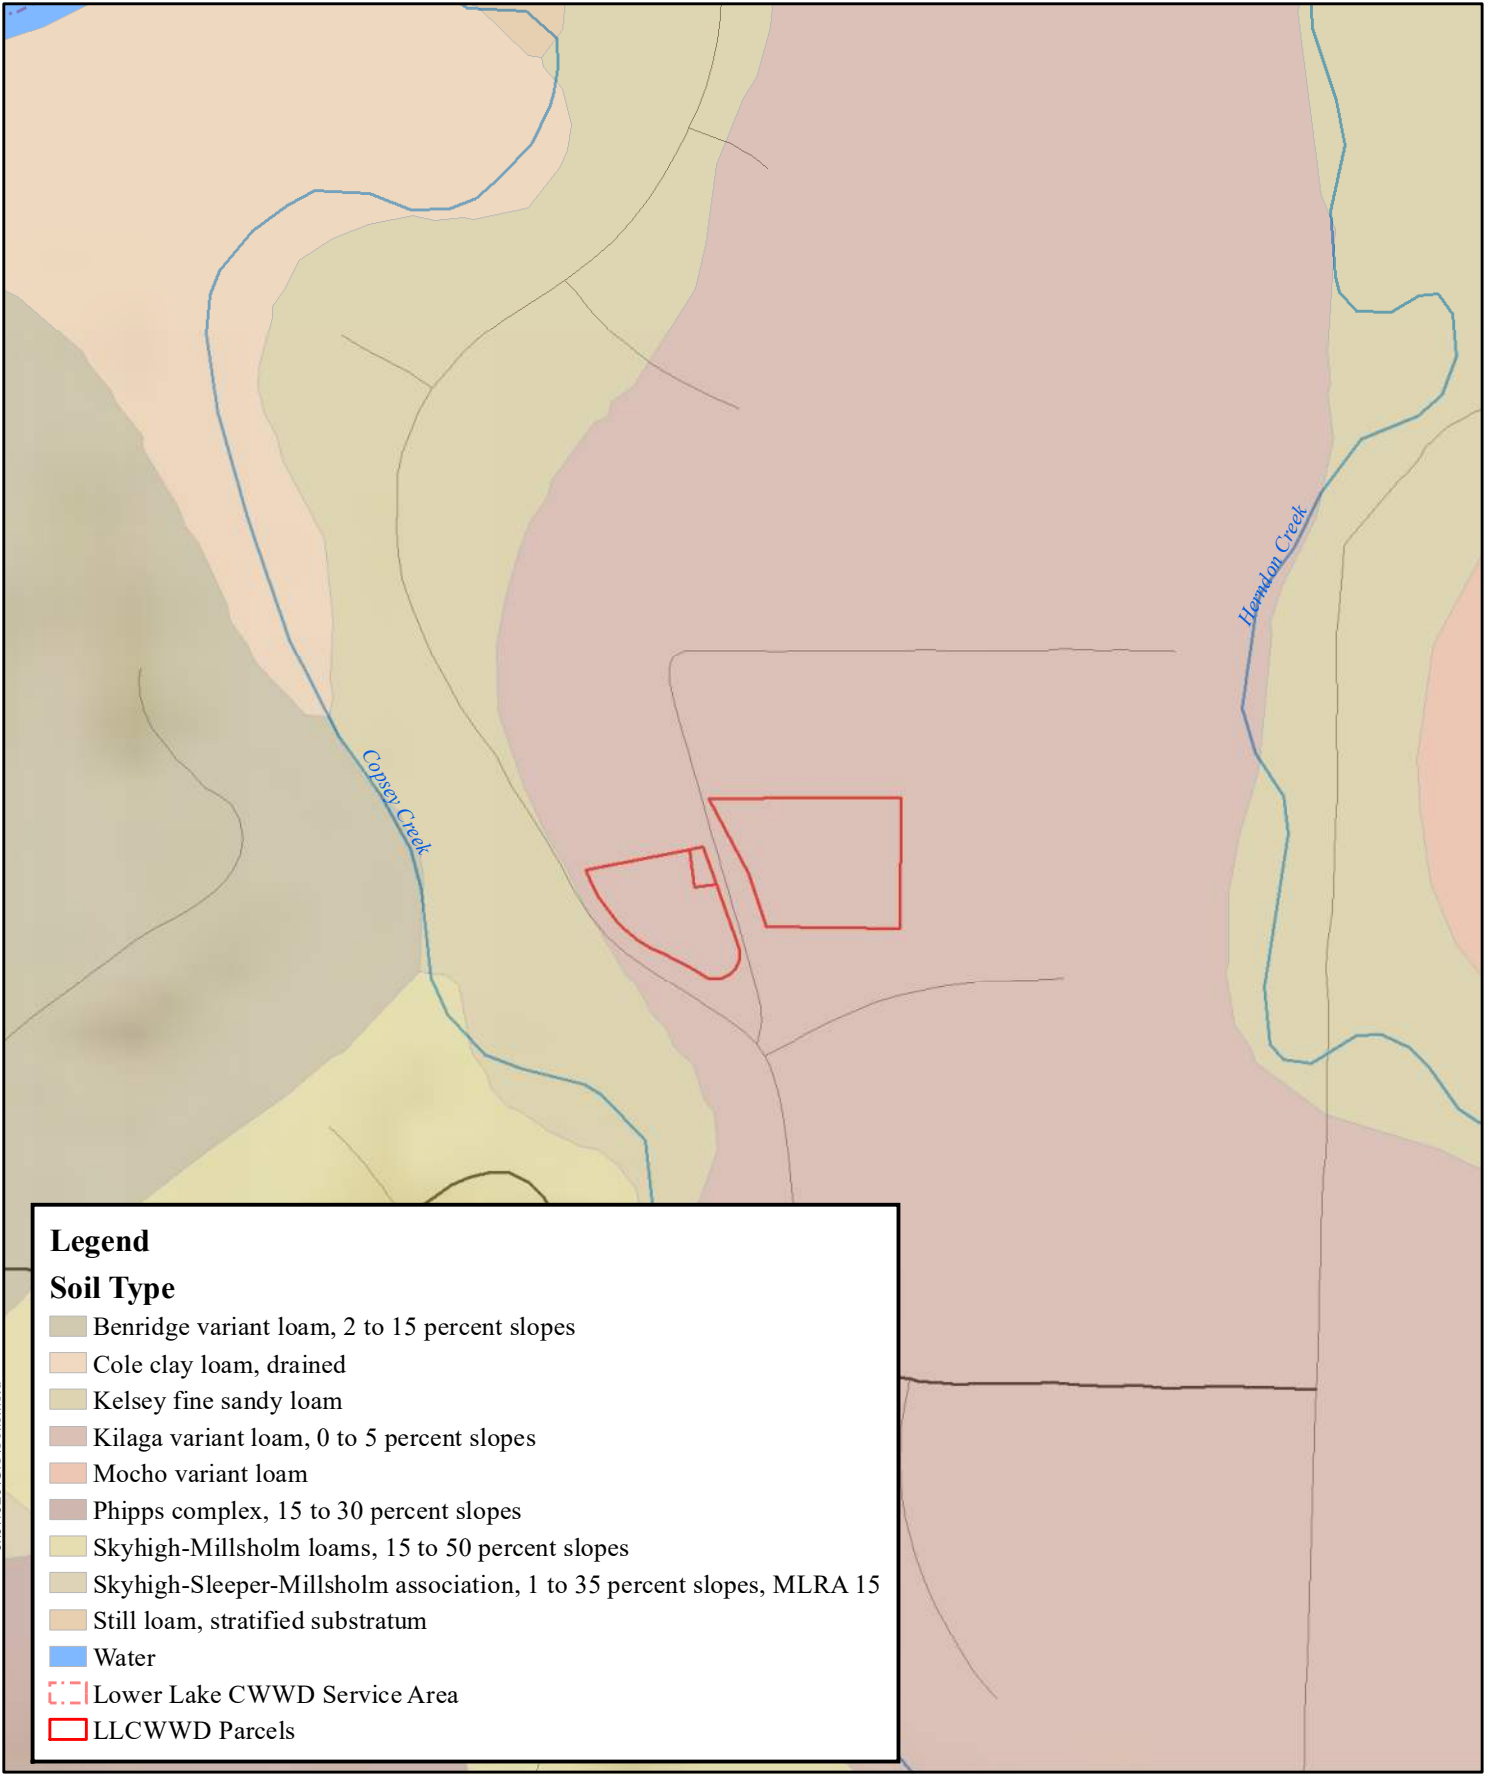 Herndon Creek
Copsey Creek
Legend
Soil Type
Benridge variant loam, 2 to 15 percent slopes
Cole clay loam, drained
Kelsey fine sandy loam
Kilaga variant loam, 0 to 5 percent slopes
Mocho variant loam
Phipps complex, 15 to 30 percent slopes
Skyhigh-Millsholm loams, 15 to 50 percent slopes
Skyhigh-Sleeper-Millsholm association, 1 to 35 percent slopes, MLRA 15
Still loam, stratified substratum
Water
Lower Lake CWWD Service Area
LLCWWD Parcels